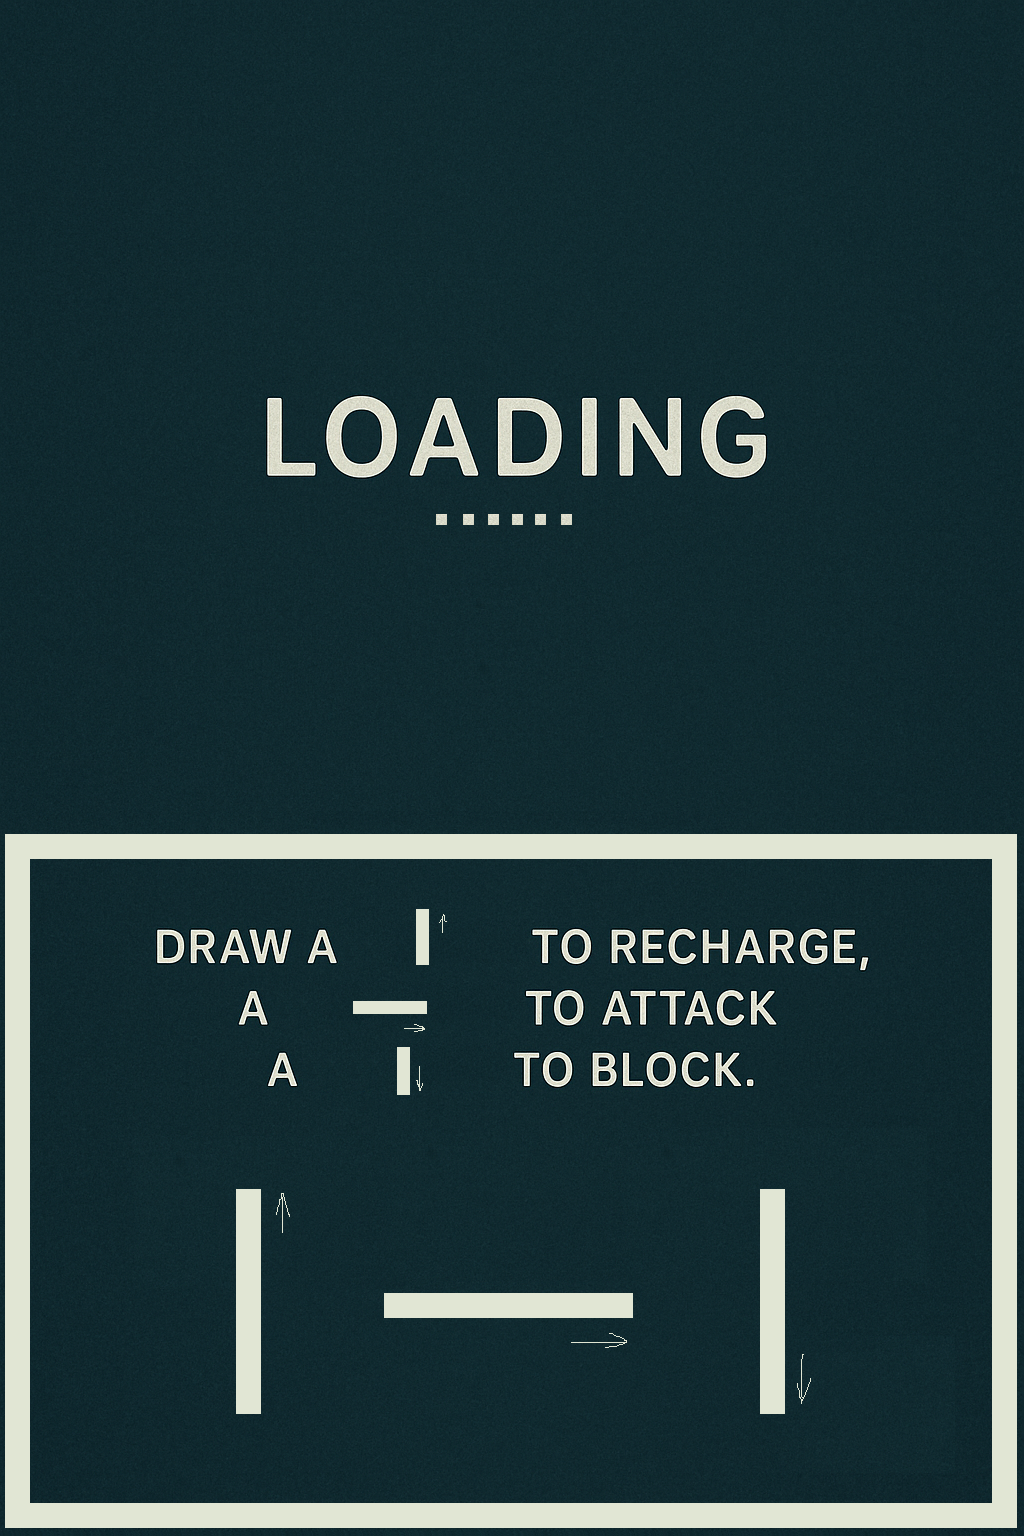 LOADING
......
DRAW A TO RECHARGE,
A TO ATTACK
A TO BLOCK.